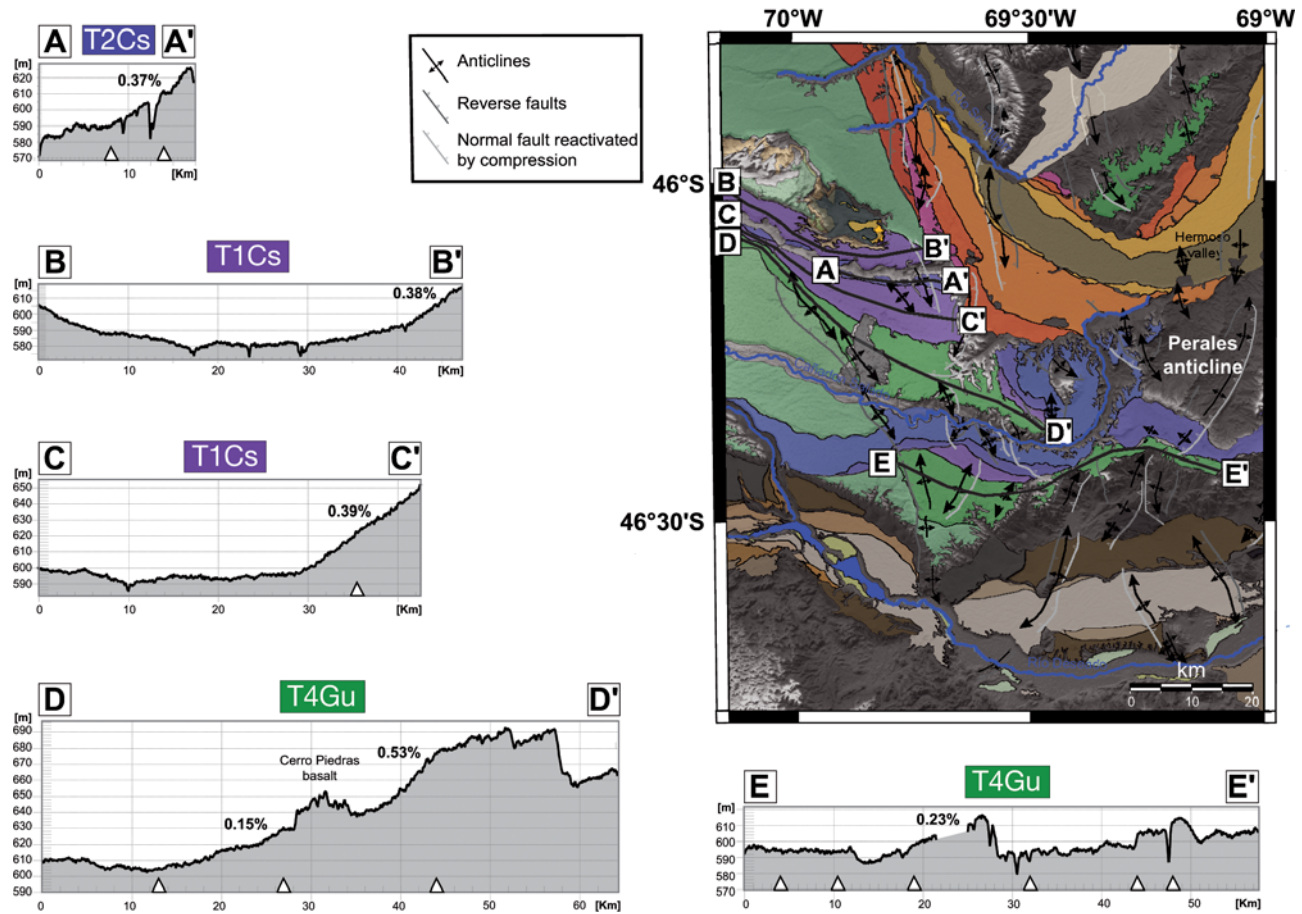 A T2Cs A'
[m]
620
610
600
590
580
570
0.37%
0 10 [Km]
Anticlines
Reverse faults
Normal fault reactivated
by compression
B T1Cs B'
[m]
610
600
590
580
0.38%
0 10 20 30 40 [Km]
C T1Cs C'
[m]
650
640
630
620
610
600
590
0.39%
0 10 20 30 [Km]
D T4Gu D'
[m]
690
680
670
660
650
640
630
620
610
600
590
Cerro Piedras
basalt
0.53%
0.15%
0 10 20 30 40 50 60 [Km]
70°W 69°30'W 69°W
46°S
46°30'S
B
C
D
A
B'
A'
C'
D'
E
E'
Hermoso
valley
Perales
anticline
km
0 10 20
E T4Gu E'
[m]
610
600
590
580
570
0.23%
0 10 20 30 40 50 [Km]